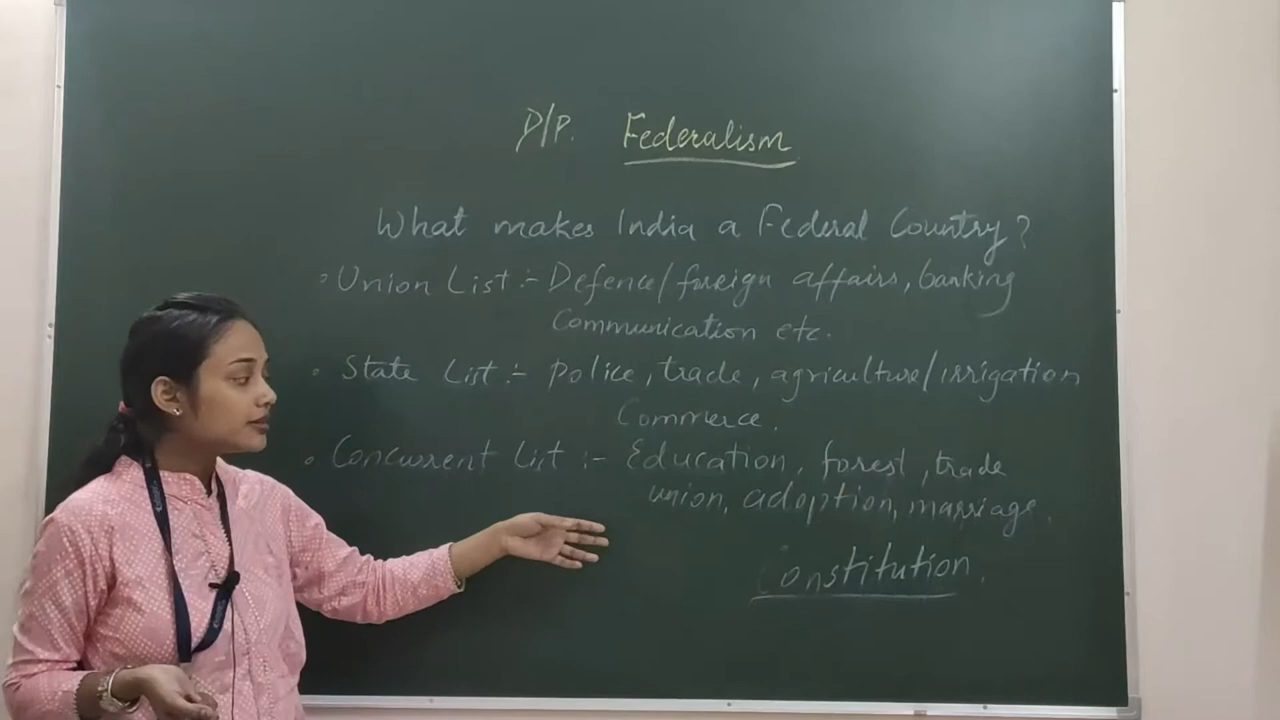 D/P. Federalism
What makes India a Federal Country?
• Union List :- Defence/foreign affairs, banking
Communication etc.
• State List :- Police, trade, agriculture/irrigation
Commerce.
• Concurrent List :- Education, forest, trade
union, adoption, marriage.
Constitution.